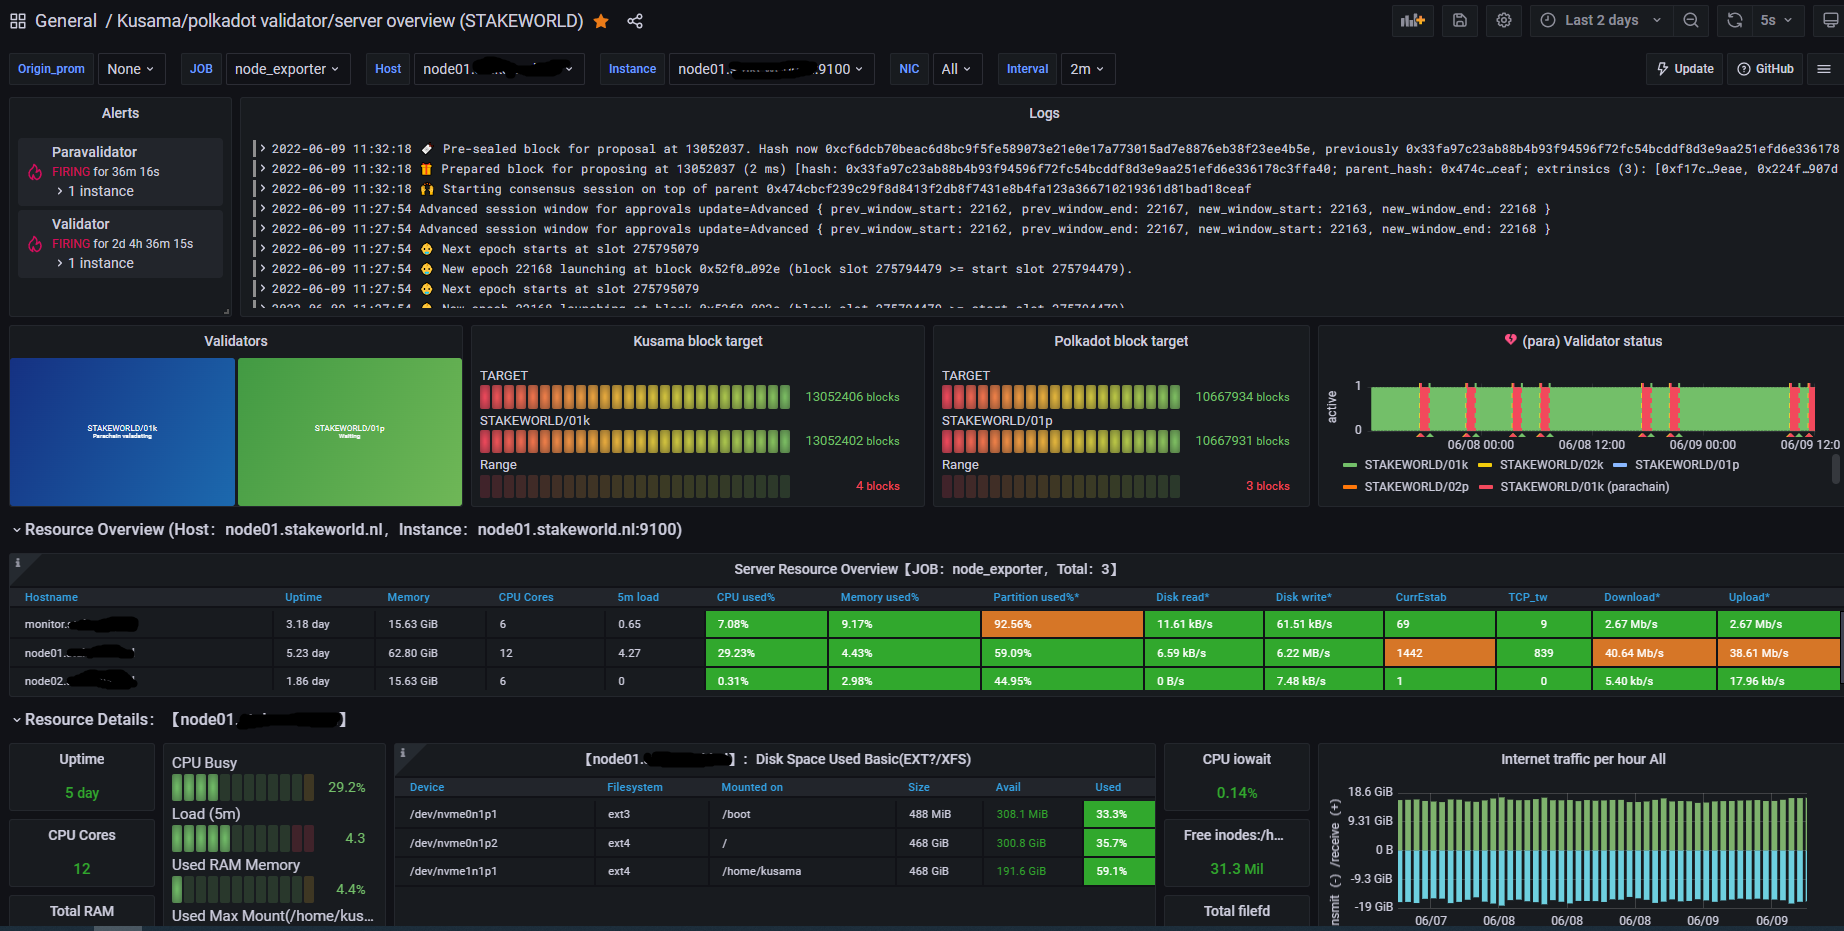 General / Kusama/polkadot validator/server overview (STAKEWORLD)
Last 2 days
5s
Origin_prom None JOB node_exporter Host node01. Instance node01. :9100 NIC All Interval 2m
Update GitHub
Alerts
Paravalidator
FIRING for 36m 16s
> 1 instance
Validator
FIRING for 2d 4h 36m 15s
> 1 instance
Logs
> 2022-06-09 11:32:18 Pre-sealed block for proposal at 13052037. Hash now 0xcf6dcb70beac6d8bc9f5fe589073e21e0e17a773015ad7e8876eb38f23ee4b5e, previously 0x33fa97c23ab88b4b93f94596f72fc54bcddf8d3e9aa251efd6e336178
> 2022-06-09 11:32:18 Prepared block for proposing at 13052037 (2 ms) [hash: 0x33fa97c23ab88b4b93f94596f72fc54bcddf8d3e9aa251efd6e336178c3ffa40; parent_hash: 0x474c…ceaf; extrinsics (3): [0xf17c…9eae, 0x224f…907d
> 2022-06-09 11:32:18 Starting consensus session on top of parent 0x474cbcf239c29f8d8413f2db8f7431e8b4fa123a366710219361d81bad18ceaf
> 2022-06-09 11:27:54 Advanced session window for approvals update=Advanced { prev_window_start: 22162, prev_window_end: 22167, new_window_start: 22163, new_window_end: 22168 }
> 2022-06-09 11:27:54 Advanced session window for approvals update=Advanced { prev_window_start: 22162, prev_window_end: 22167, new_window_start: 22163, new_window_end: 22168 }
> 2022-06-09 11:27:54 Next epoch starts at slot 275795079
> 2022-06-09 11:27:54 New epoch 22168 launching at block 0x52f0…092e (block slot 275794479 >= start slot 275794479).
> 2022-06-09 11:27:54 Next epoch starts at slot 275795079
> 2022-06-09 11:27:54 New epoch 22168 launching at block 0x52f0…092e (block slot 275794479 >= start slot 275794479).
Validators
STAKEWORLD/01k
Parachain validating
STAKEWORLD/01p
Waiting
Kusama block target
TARGET
13052406 blocks
STAKEWORLD/01k
13052402 blocks
Range
4 blocks
Polkadot block target
TARGET
10667934 blocks
STAKEWORLD/01p
10667931 blocks
Range
3 blocks
(para) Validator status
active
1
0
06/08 00:00 06/08 12:00 06/09 00:00 06/09 12:0
STAKEWORLD/01k STAKEWORLD/02k STAKEWORLD/01p
STAKEWORLD/02p STAKEWORLD/01k (parachain)
Resource Overview (Host: node01.stakeworld.nl, Instance: node01.stakeworld.nl:9100)
Server Resource Overview【JOB: node_exporter, Total: 3】
Hostname Uptime Memory CPU Cores 5m load CPU used% Memory used% Partition used%* Disk read* Disk write* CurrEstab TCP_tw Download* Upload*
monitor. 3.18 day 15.63 GiB 6 0.65 7.08% 9.17% 92.56% 11.61 kB/s 61.51 kB/s 69 9 2.67 Mb/s 2.67 Mb/s
node01. 5.23 day 62.80 GiB 12 4.27 29.23% 4.43% 59.09% 6.59 kB/s 6.22 MB/s 1442 839 40.64 Mb/s 38.61 Mb/s
node02. 1.86 day 15.63 GiB 6 0 0.31% 2.98% 44.95% 0 B/s 7.48 kB/s 1 0 5.40 kb/s 17.96 kb/s
Resource Details: 【node01. 】
Uptime
5 day
CPU Cores
12
Total RAM
CPU Busy
29.2%
Load (5m)
4.3
Used RAM Memory
4.4%
Used Max Mount(/home/kus...
【node01. 】: Disk Space Used Basic(EXT?/XFS)
Device Filesystem Mounted on Size Avail Used
/dev/nvme0n1p1 ext3 /boot 488 MiB 308.1 MiB 33.3%
/dev/nvme0n1p2 ext4 / 468 GiB 300.8 GiB 35.7%
/dev/nvme1n1p1 ext4 /home/kusama 468 GiB 191.6 GiB 59.1%
CPU iowait
0.14%
Free inodes:/h...
31.3 Mil
Total filefd
Internet traffic per hour All
nsmit (-) /receive (+)
18.6 GiB
9.31 GiB
0 B
-9.3 GiB
-19 GiB
06/07 06/08 06/08 06/08 06/09 06/09